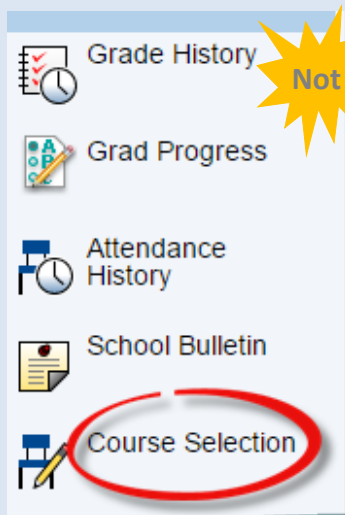 Grade History
Not
Grad Progress
Attendance
History
School Bulletin
Course Selection